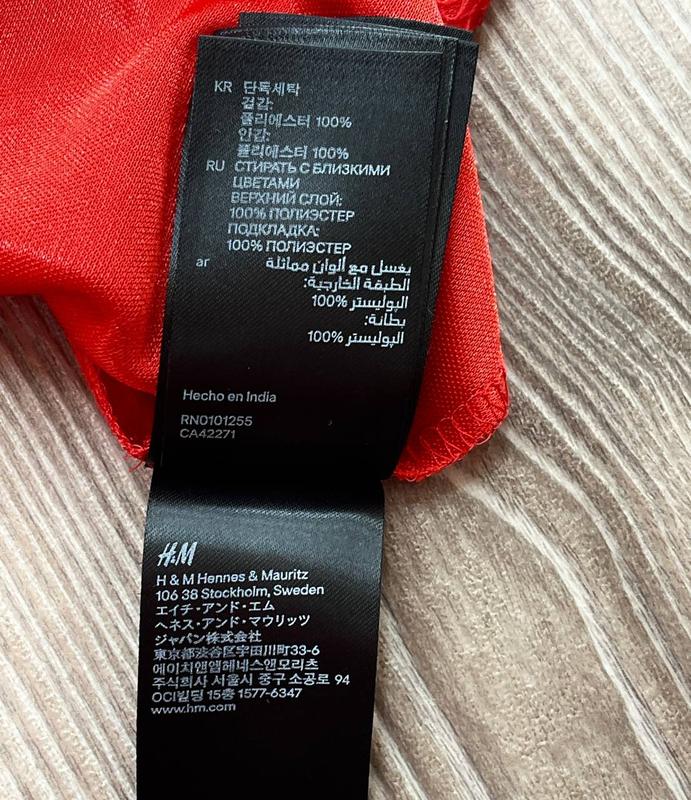 KR 단독세탁
겉감:
폴리에스터 100%
안감:
폴리에스터 100%
RU СТИРАТЬ С БЛИЗКИМИ
ЦВЕТАМИ
ВЕРХНИЙ СЛОЙ:
100% ПОЛИЭСТЕР
ПОДКЛАДКА:
100% ПОЛИЭСТЕР
ar يغسل مع ألوان مماثلة
الطبقة الخارجية:
البوليستر 100%
بطانة:
البوليستر 100%
Hecho en India
RN0101255
CA42271
H&M
H & M Hennes & Mauritz
106 38 Stockholm, Sweden
エイチ・アンド・エム
ヘネス・アンド・マウリッツ
ジャパン株式会社
東京都渋谷区宇田川町33-6
에이치앤엠헤네스앤모리츠
주식회사 서울시 중구 소공로 94
OCI빌딩 15층 1577-6347
www.hm.com